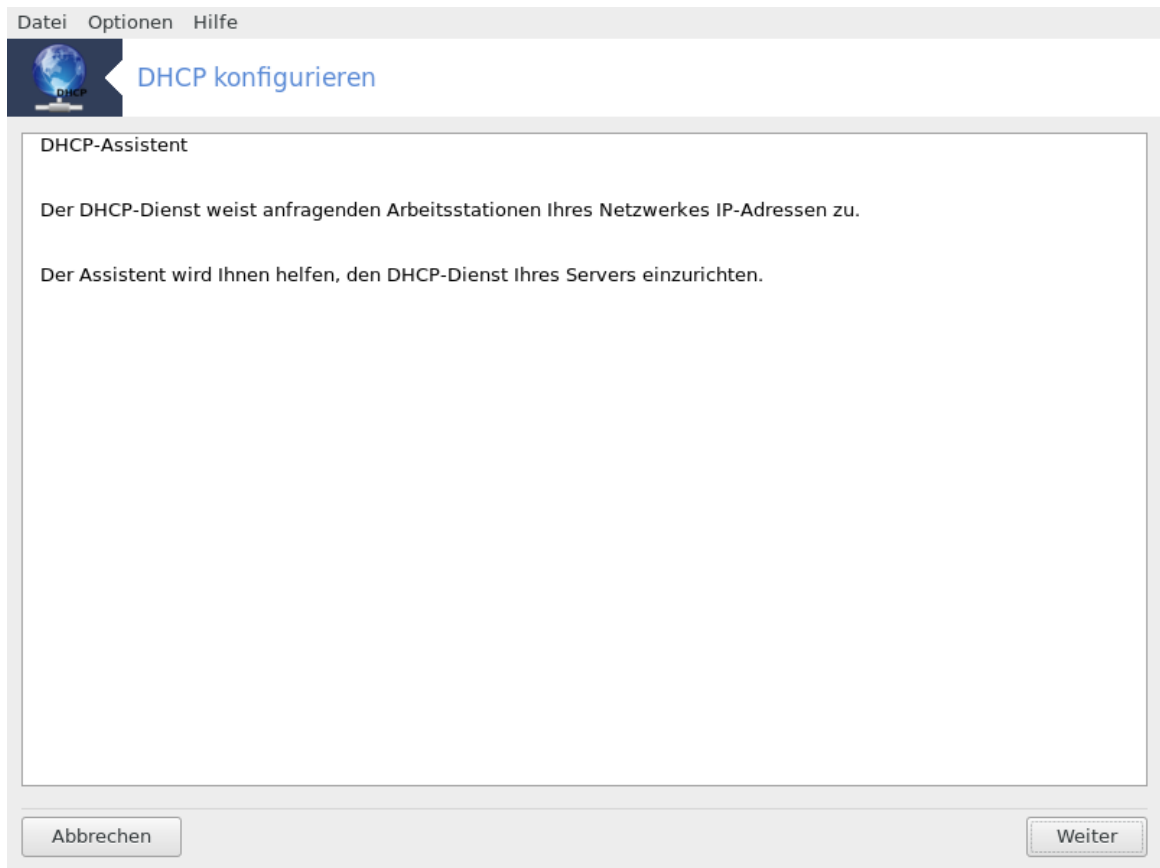 Datei Optionen Hilfe
DHCP
DHCP konfigurieren
DHCP-Assistent
Der DHCP-Dienst weist anfragenden Arbeitsstationen Ihres Netzwerkes IP-Adressen zu.
Der Assistent wird Ihnen helfen, den DHCP-Dienst Ihres Servers einzurichten.
Abbrechen Weiter